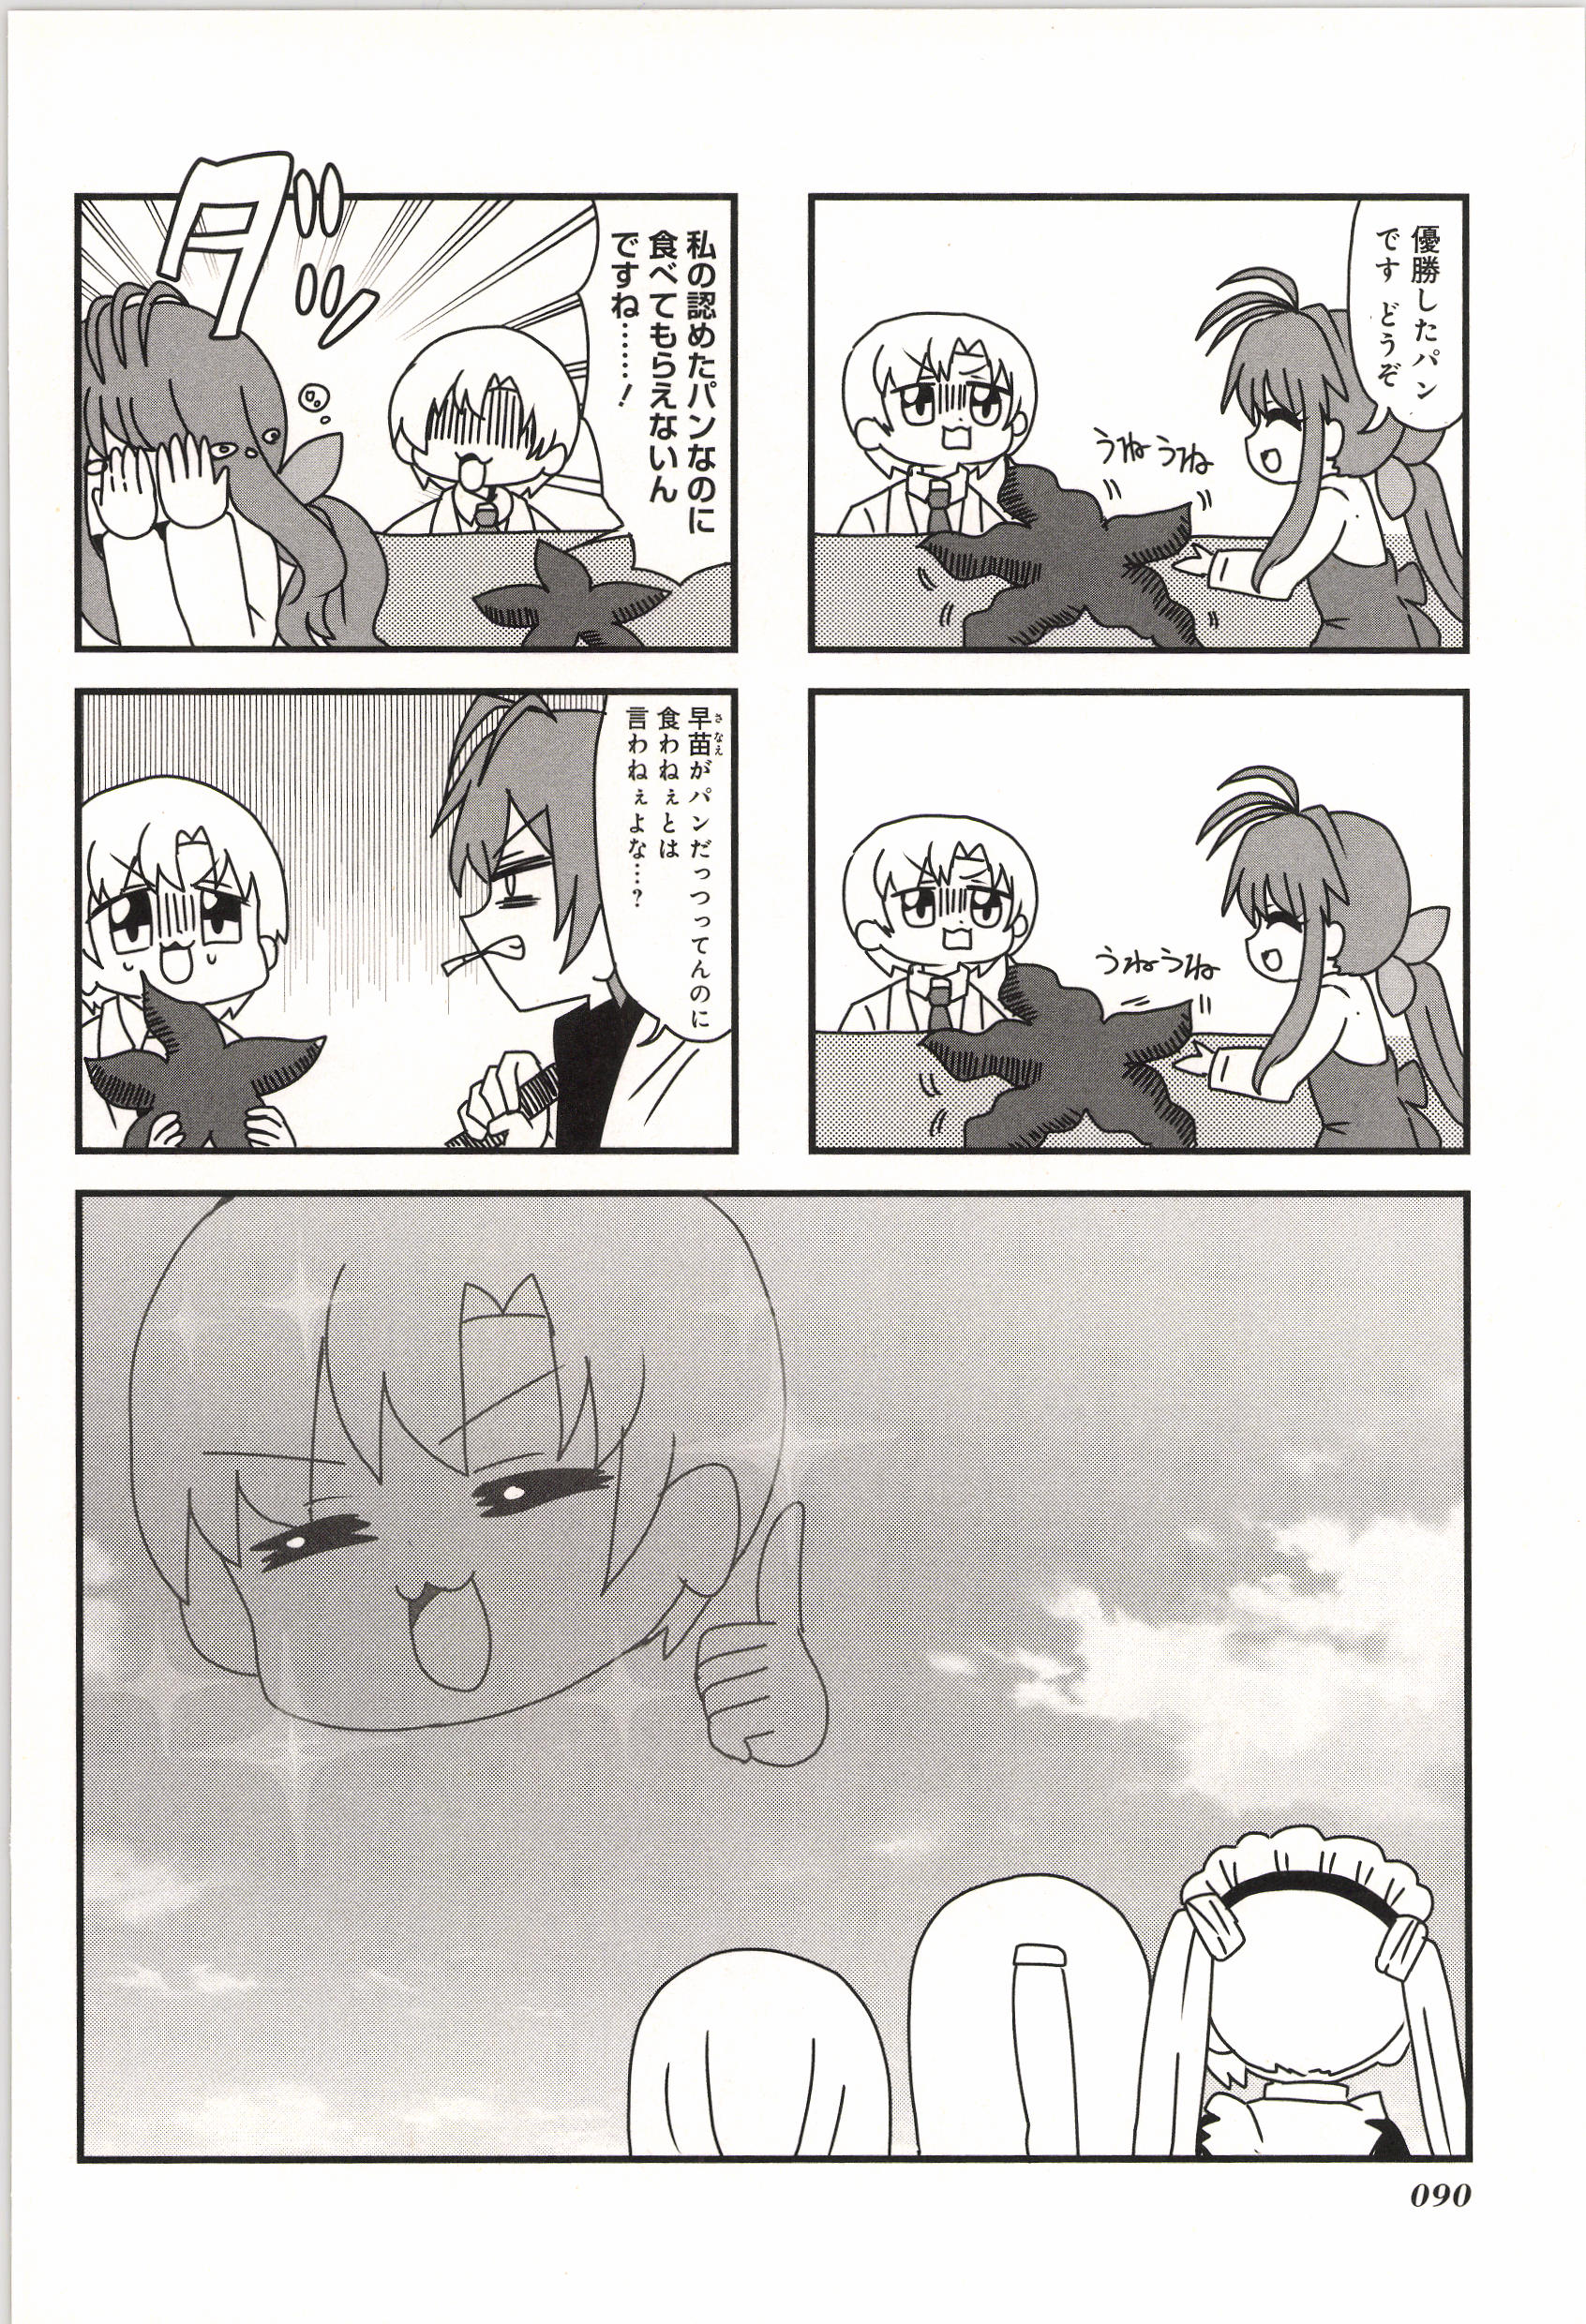 優勝したパン
です どうぞ
うねうね
うねうね
私の認めたパンなのに
食べてもらえないん
ですね……!
ダッ
早苗がパンだっつってんのに
さなえ
食わねぇとは
言わねぇよな…?
090